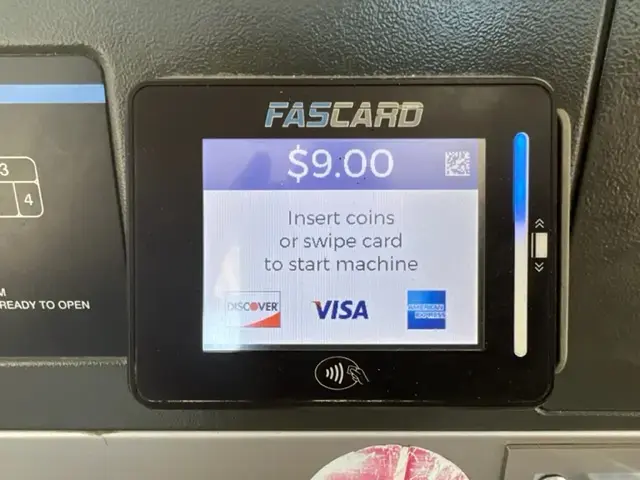 FASCARD
$9.00
Insert coins
or swipe card
to start machine
DISCOVER
VISA
AMERICAN
EXPRESS
3
4
READY TO OPEN